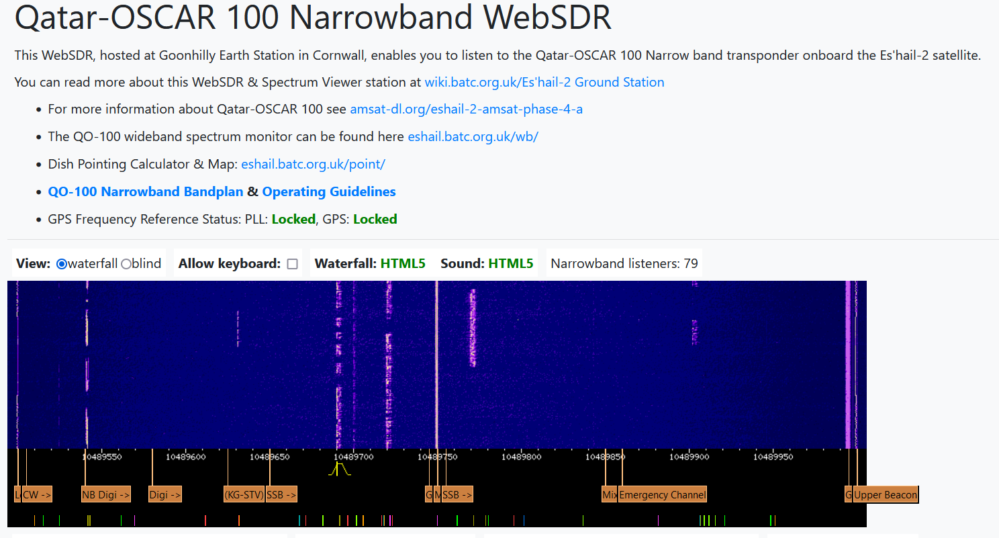 Qatar-OSCAR 100 Narrowband WebSDR
This WebSDR, hosted at Goonhilly Earth Station in Cornwall, enables you to listen to the Qatar-OSCAR 100 Narrow band transponder onboard the Es'hail-2 satellite.
You can read more about this WebSDR & Spectrum Viewer station at wiki.batc.org.uk/Es'hail-2 Ground Station
• For more information about Qatar-OSCAR 100 see amsat-dl.org/eshail-2-amsat-phase-4-a
• The QO-100 wideband spectrum monitor can be found here eshail.batc.org.uk/wb/
• Dish Pointing Calculator & Map: eshail.batc.org.uk/point/
• QO-100 Narrowband Bandplan & Operating Guidelines
• GPS Frequency Reference Status: PLL: Locked, GPS: Locked
View: waterfall blind Allow keyboard: Waterfall: HTML5 Sound: HTML5 Narrowband listeners: 79
10489550 10489600 10489650 10489700 10489750 10489800 10489850 10489900 10489950
CW -> NB Digi -> Digi -> (KG-STV) SSB -> G M SSB -> Mix Emergency Channel G Upper Beacon